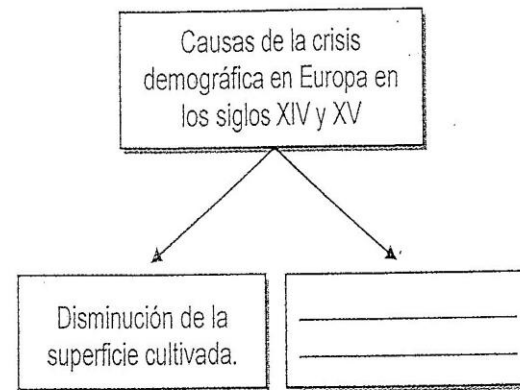 Causas de la crisis
demográfica en Europa en
los siglos XIV y XV
Disminución de la
superficie cultivada.